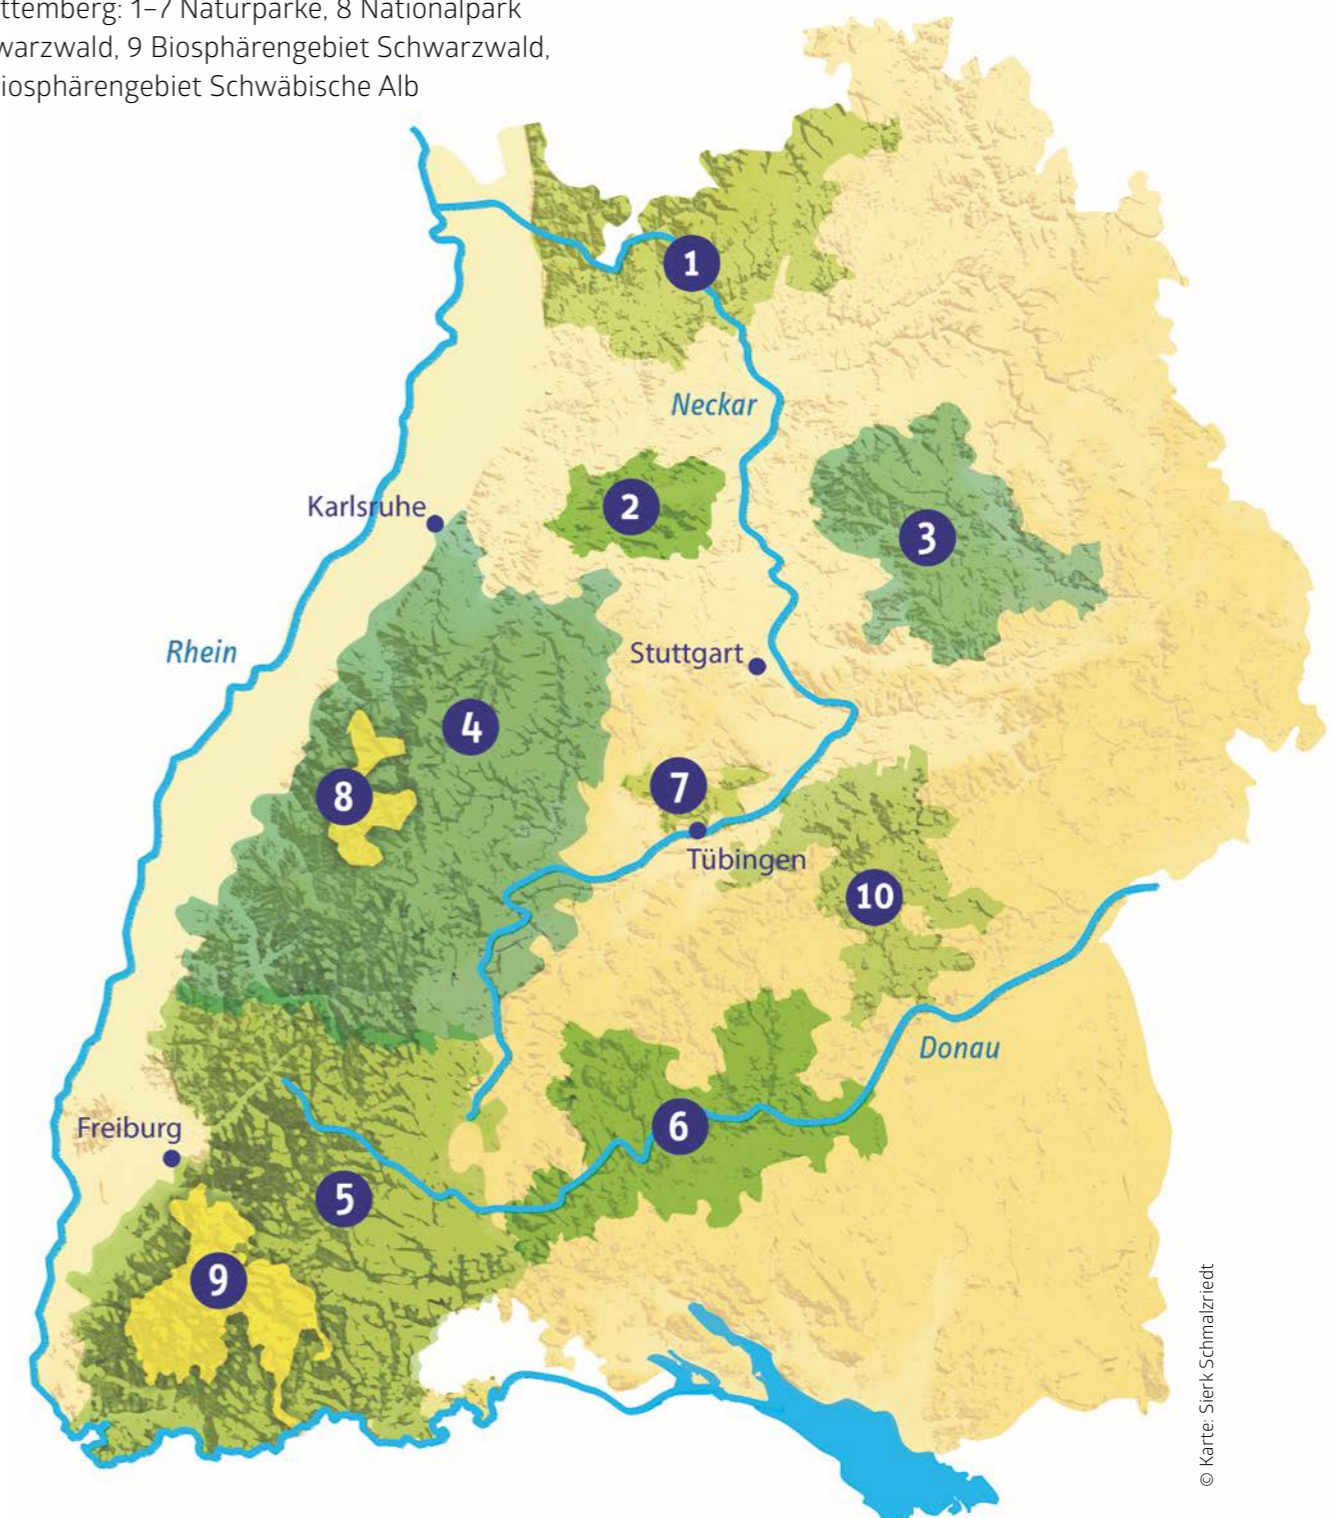 ttemberg: 1–7 Naturparke, 8 Nationalpark
warzwald, 9 Biosphärengebiet Schwarzwald,
iosphärengebiet Schwäbische Alb
1
Neckar
2
Karlsruhe
3
Rhein
Stuttgart
4
7
8
Tübingen
10
Donau
6
Freiburg
5
9
© Karte: Sierk Schmalzriedt